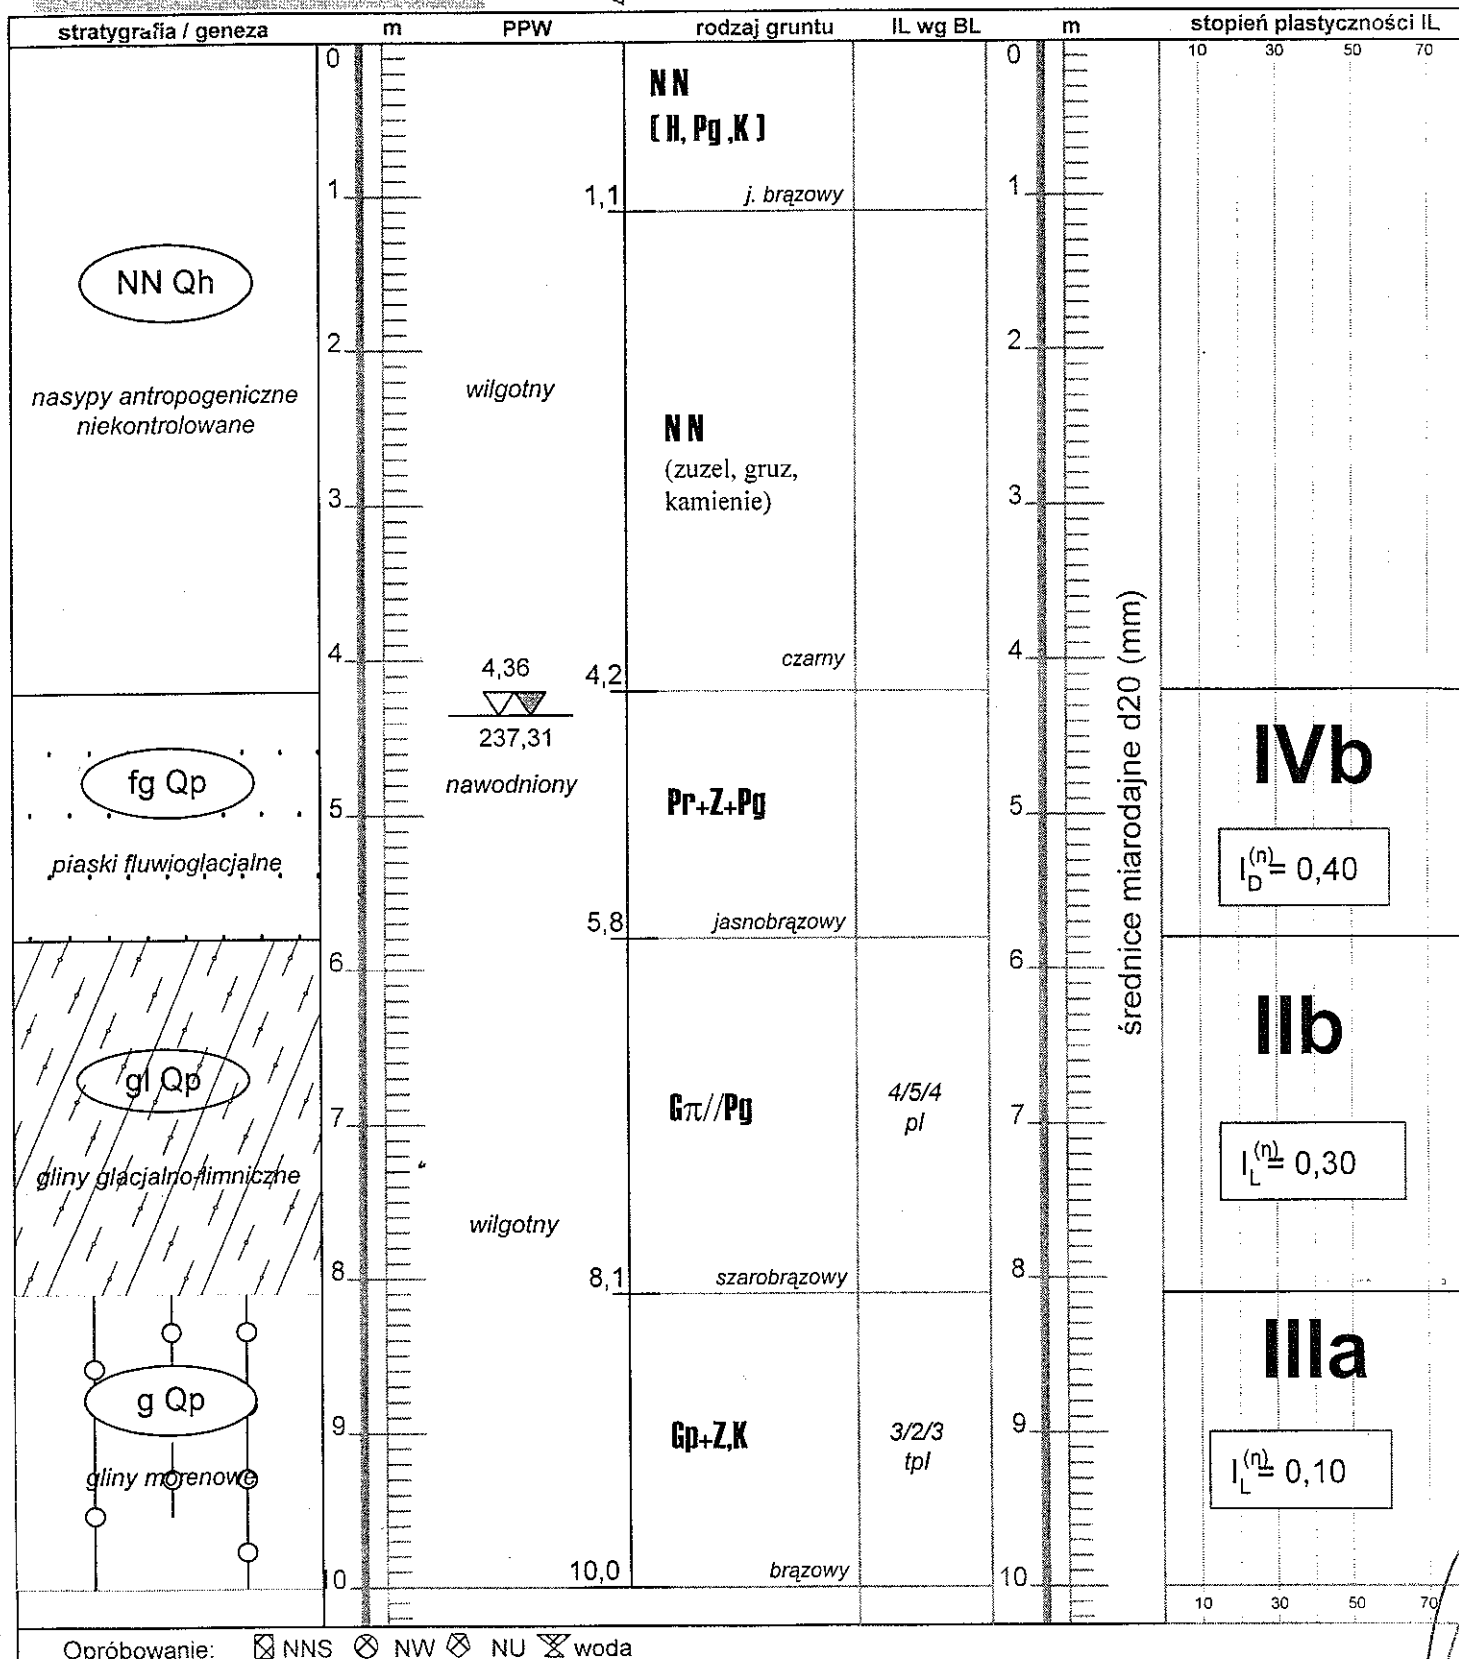 stratygrafia / geneza m PPW rodzaj gruntu IL wg BL m stopień plastyczności IL
0 0 10 30 50 70
NN
(H, Pg ,K)
1 1,1 j. brązowy 1
NN Qh
2 2
nasypy antropogeniczne
niekontrolowane
wilgotny
NN
(zuzel, gruz,
kamienie)
3 3
4 4,2 czarny 4
4,36
237,31
nawodniony
fg Qp
piaski fluwioglacjalne
5 5
Pr+Z+Pg
5,8 jasnobrązowy
średnice miarodajne d20 (mm)
IVb
I_D^(n)= 0,40
6 6
gl Qp
gliny glacjalno-limniczne
7 7
Gπ//Pg
4/5/4
pl
IIb
I_L^(n)= 0,30
wilgotny
8 8,1 szarobrązowy 8
g Qp
gliny morenowe
9 9
Gp+Z,K
3/2/3
tpl
IIIa
I_L^(n)= 0,10
10 10,0 brązowy 10
10 30 50 70
Opróbowanie: NNS NW NU woda